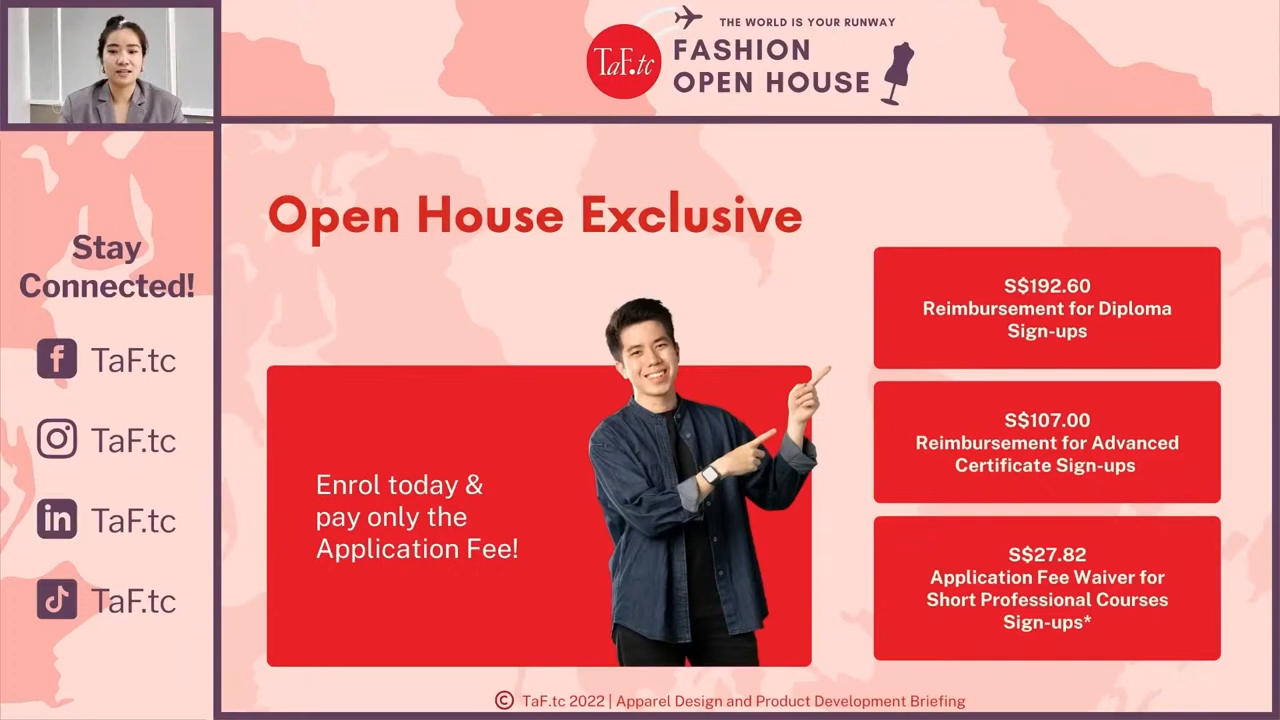 THE WORLD IS YOUR RUNWAY
TaF.tc
FASHION
OPEN HOUSE
Stay
Connected!
TaF.tc
TaF.tc
TaF.tc
TaF.tc
Open House Exclusive
Enrol today &
pay only the
Application Fee!
S$192.60
Reimbursement for Diploma
Sign-ups
S$107.00
Reimbursement for Advanced
Certificate Sign-ups
S$27.82
Application Fee Waiver for
Short Professional Courses
Sign-ups*
© TaF.tc 2022 | Apparel Design and Product Development Briefing